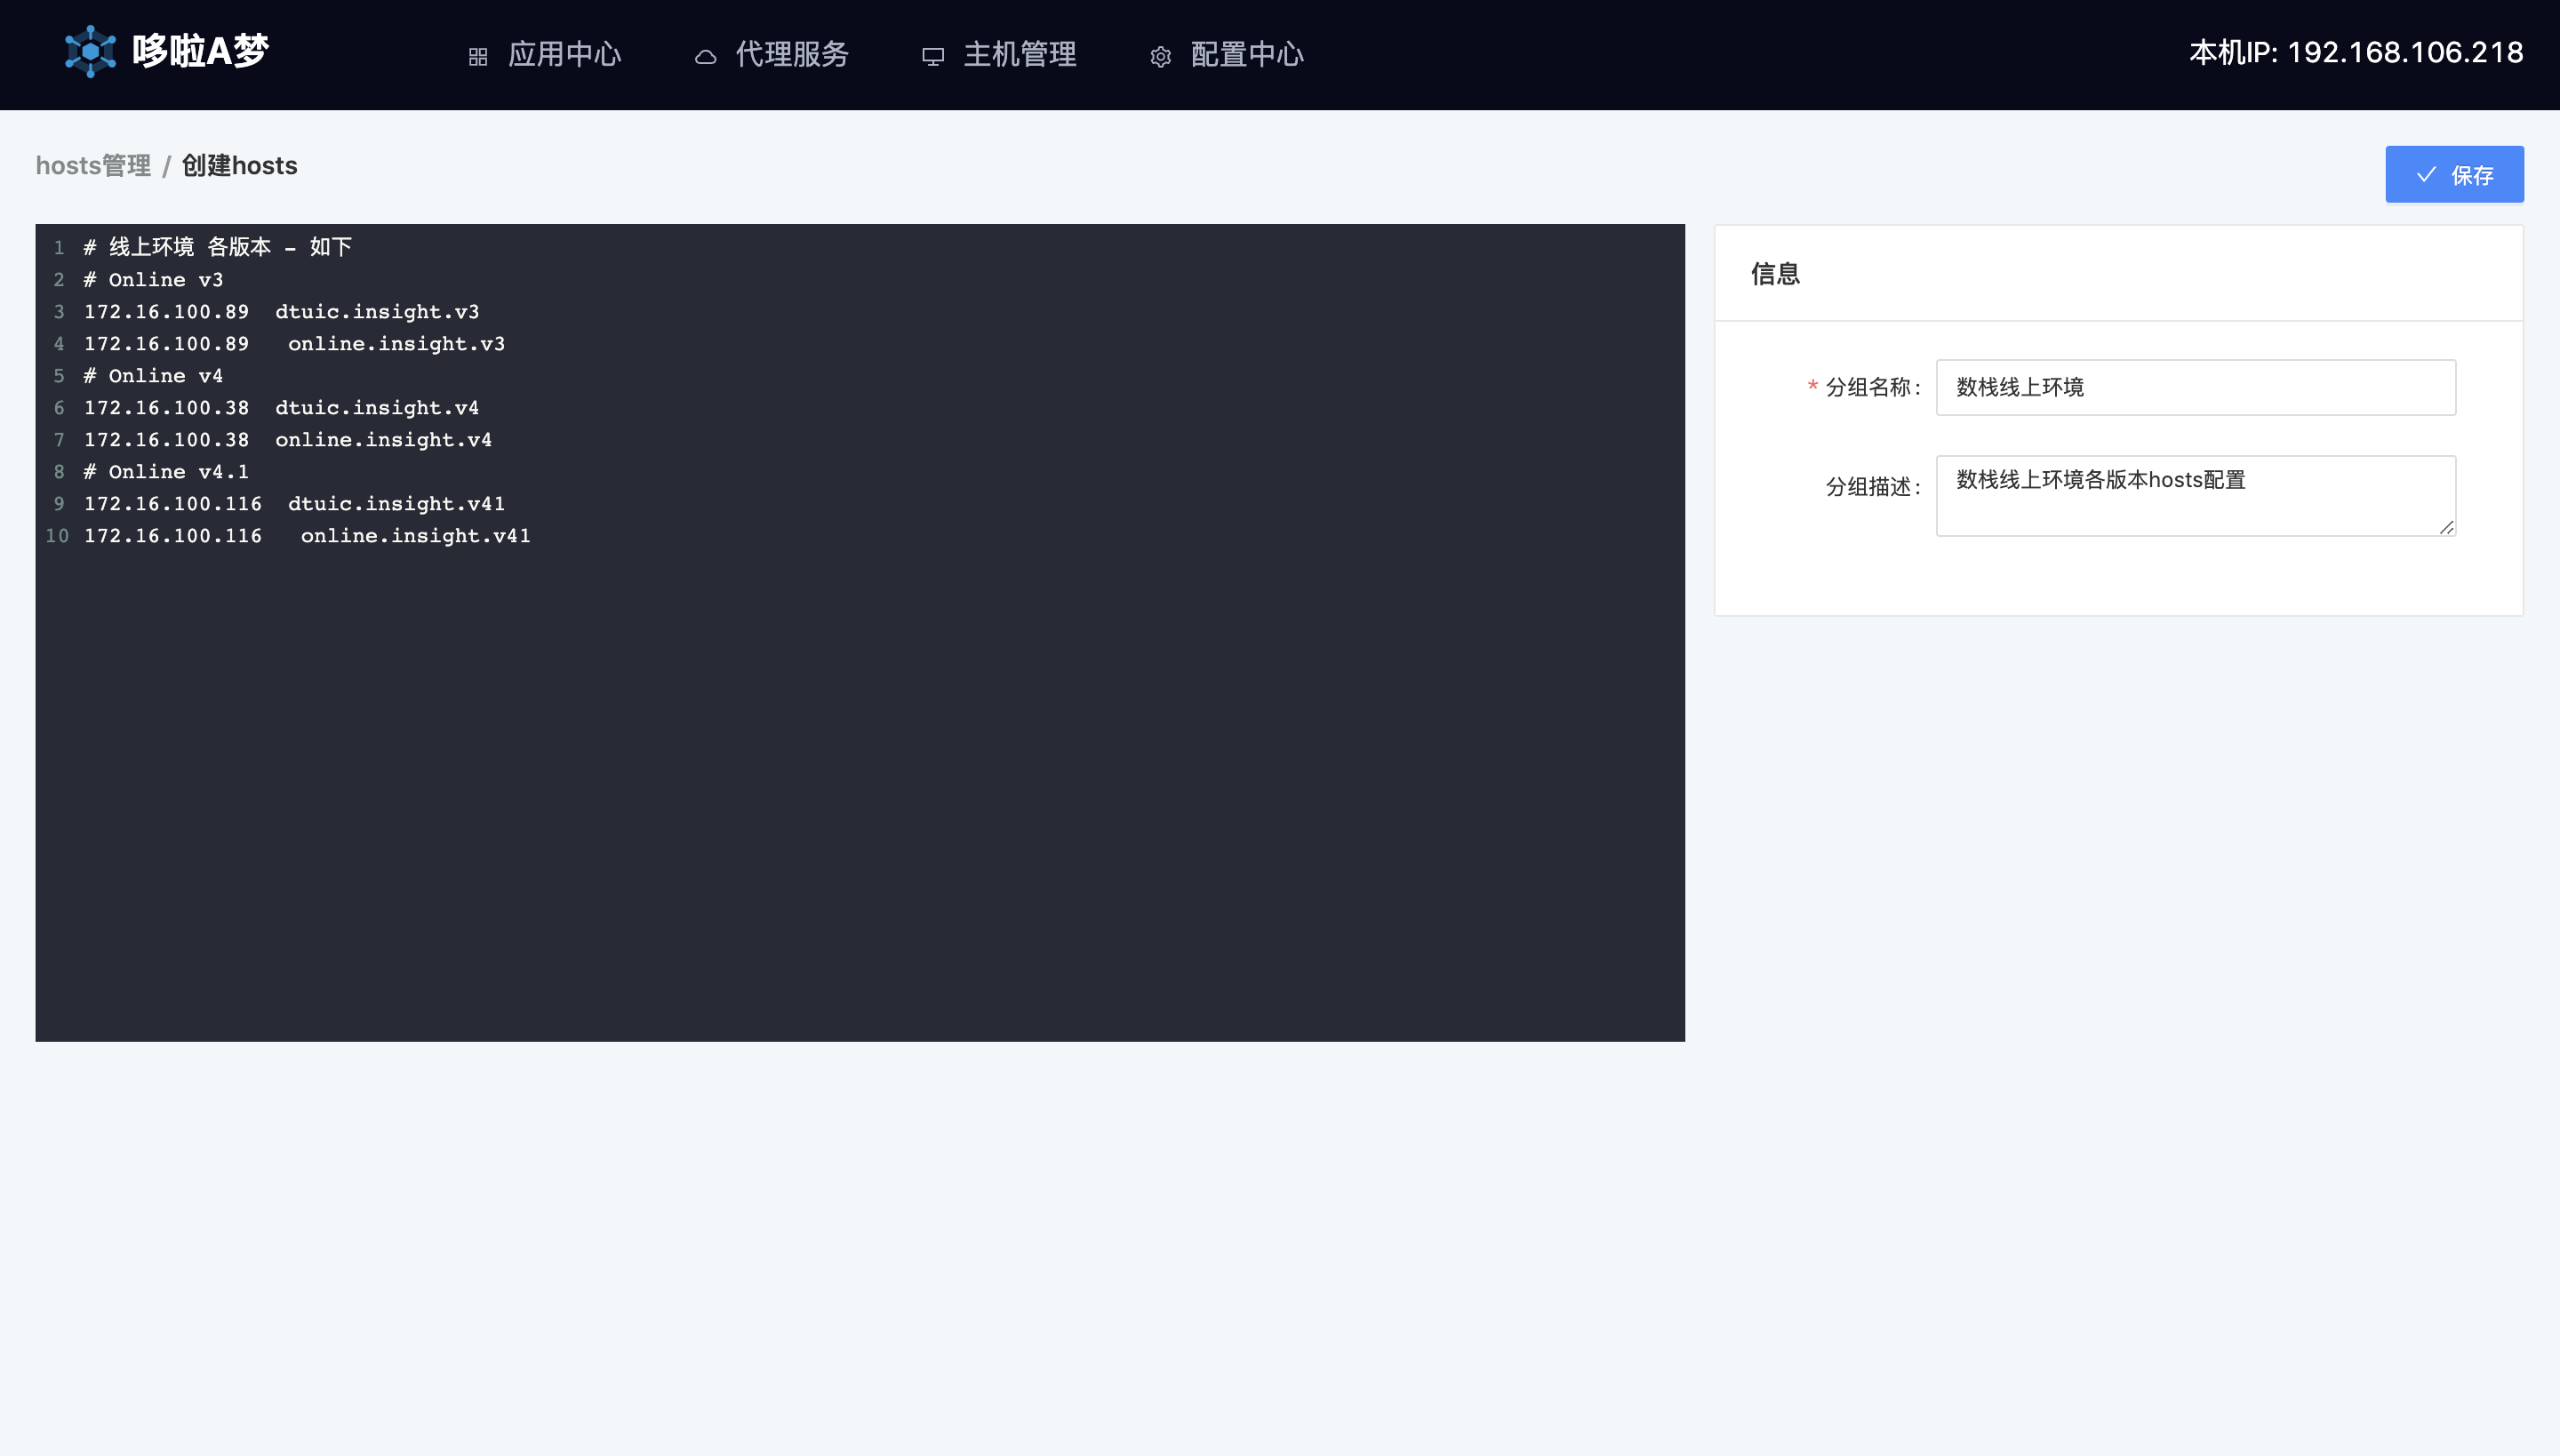 哆啦A梦
应用中心
代理服务
主机管理
配置中心
本机IP: 192.168.106.218
hosts管理 / 创建hosts
保存
1 # 线上环境 各版本 - 如下
2 # Online v3
3 172.16.100.89  dtuic.insight.v3
4 172.16.100.89   online.insight.v3
5 # Online v4
6 172.16.100.38  dtuic.insight.v4
7 172.16.100.38  online.insight.v4
8 # Online v4.1
9 172.16.100.116  dtuic.insight.v41
10 172.16.100.116   online.insight.v41
信息
* 分组名称: 数栈线上环境
分组描述: 数栈线上环境各版本hosts配置